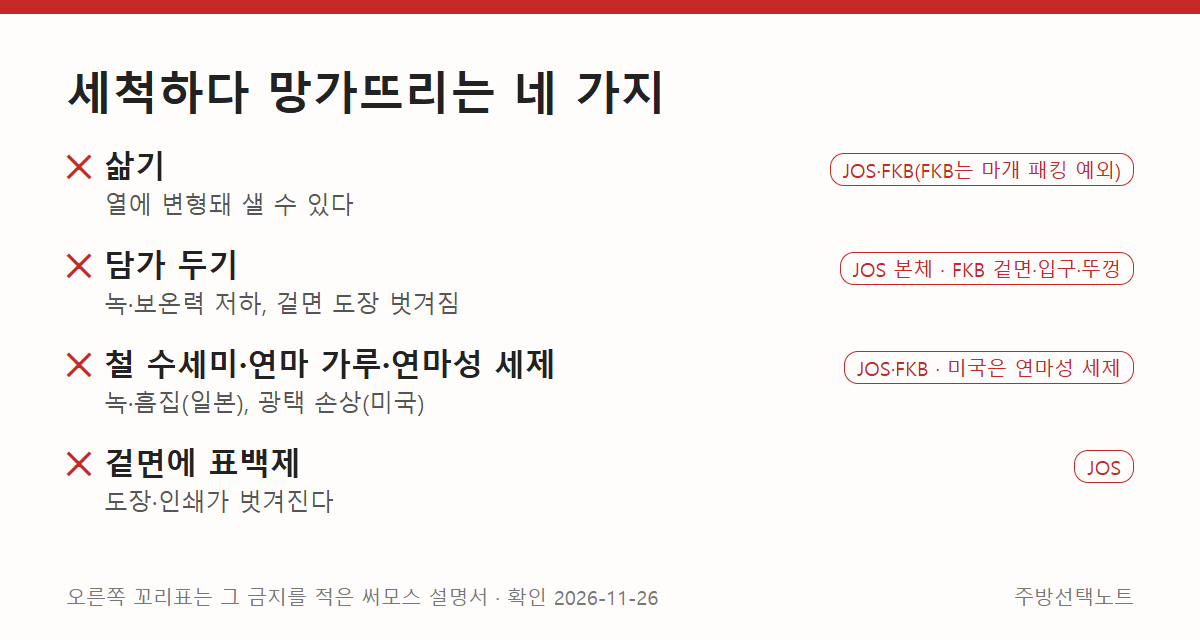 세척하다 망가뜨리는 네 가지
✕ 삶기
JOS·FKB(FKB는 마개 패킹 예외)
열에 변형돼 샐 수 있다
✕ 담가 두기
JOS 본체 · FKB 겉면·입구·뚜껑
녹·보온력 저하, 겉면 도장 벗겨짐
✕ 철 수세미·연마 가루·연마성 세제
JOS·FKB · 미국은 연마성 세제
녹·흠집(일본), 광택 손상(미국)
✕ 겉면에 표백제
JOS
도장·인쇄가 벗겨진다
오른쪽 꼬리표는 그 금지를 적은 써모스 설명서 · 확인 2026-11-26
주방선택노트